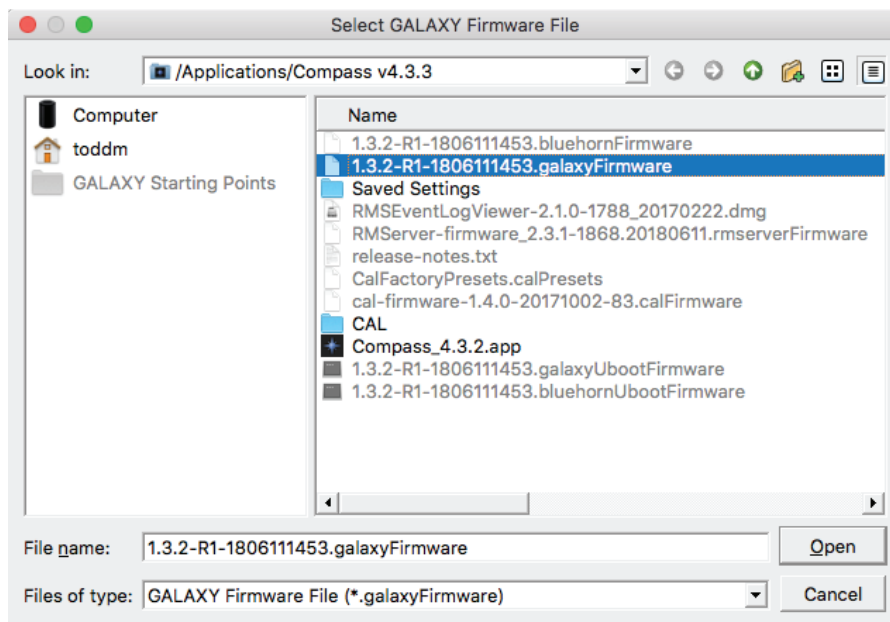 Select GALAXY Firmware File
Look in: /Applications/Compass v4.3.3
Computer
toddm
GALAXY Starting Points
Name
1.3.2-R1-1806111453.bluehornFirmware
1.3.2-R1-1806111453.galaxyFirmware
Saved Settings
RMSEventLogViewer-2.1.0-1788_20170222.dmg
RMServer-firmware_2.3.1-1868.20180611.rmserverFirmware
release-notes.txt
CalFactoryPresets.calPresets
cal-firmware-1.4.0-20171002-83.calFirmware
CAL
Compass_4.3.2.app
1.3.2-R1-1806111453.galaxyUbootFirmware
1.3.2-R1-1806111453.bluehornUbootFirmware
File name: 1.3.2-R1-1806111453.galaxyFirmware Open
Files of type: GALAXY Firmware File (*.galaxyFirmware) Cancel